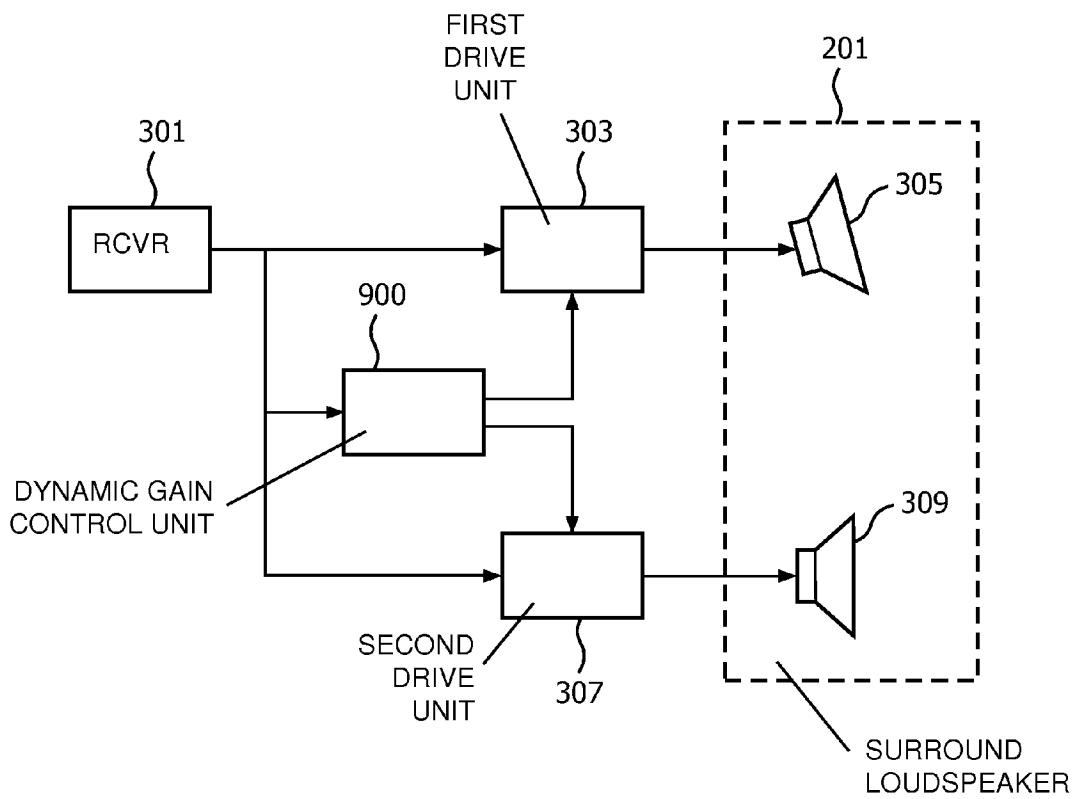 FIRST
DRIVE
UNIT
201
301
303
305
RCVR
900
DYNAMIC GAIN
CONTROL UNIT
309
SECOND
DRIVE
UNIT
307
SURROUND
LOUDSPEAKER